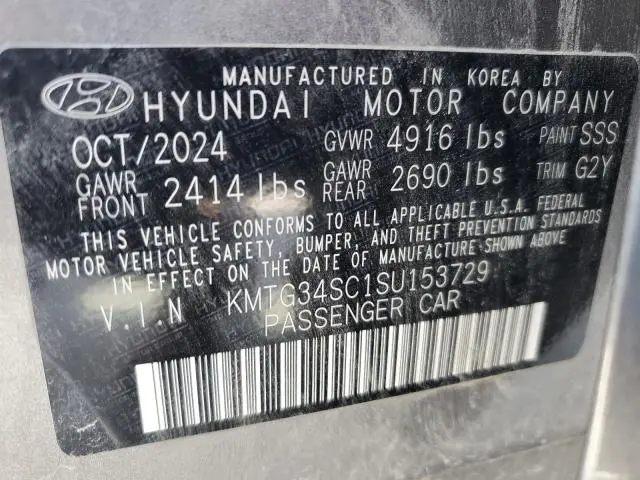 MANUFACTURED IN KOREA BY
HYUNDAI MOTOR COMPANY
OCT/2024 GVWR 4916 lbs PAINT SSS
GAWR FRONT 2414 lbs GAWR REAR 2690 lbs TRIM G2Y
THIS VEHICLE CONFORMS TO ALL APPLICABLE U.S.A. FEDERAL
MOTOR VEHICLE SAFETY, BUMPER, AND THEFT PREVENTION STANDARDS
IN EFFECT ON THE DATE OF MANUFACTURE SHOWN ABOVE
V.I.N KMTG34SC1SU153729
PASSENGER CAR